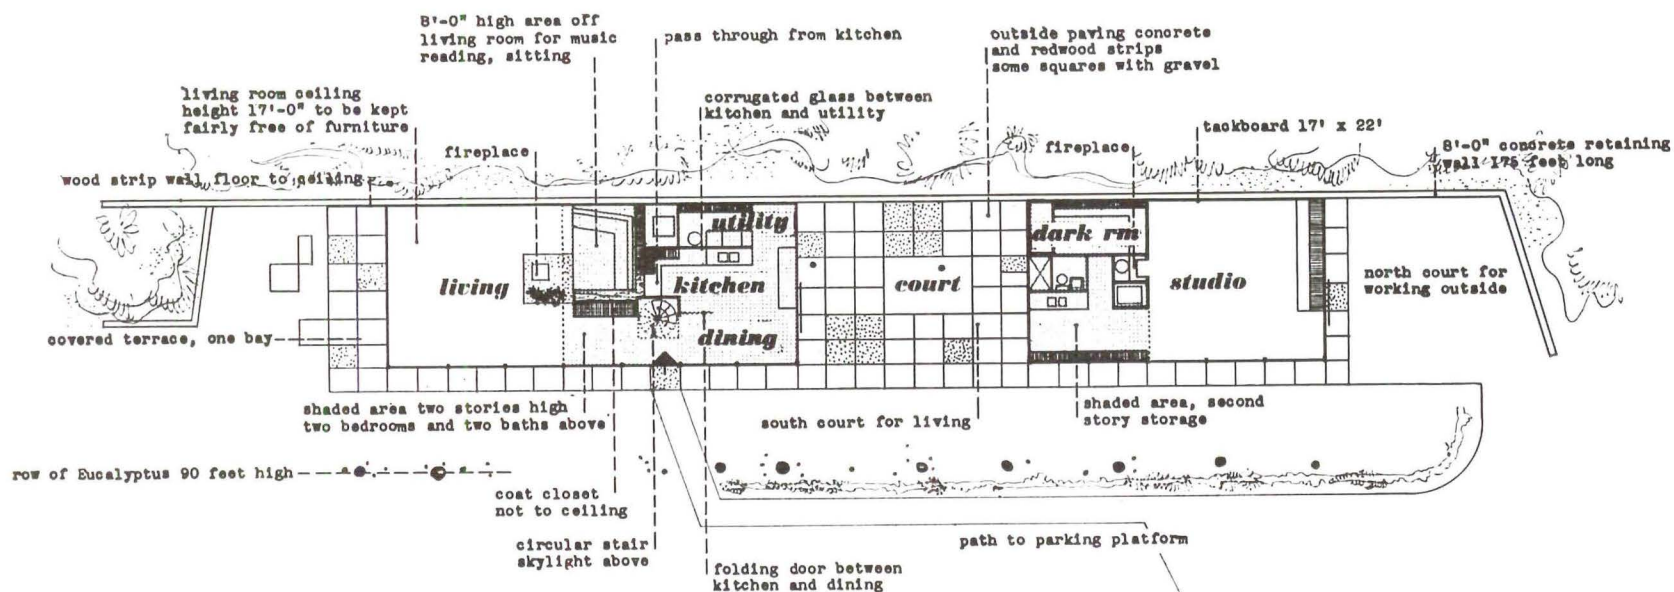 8'-0" high area off
living room for music
reading, sitting
pass through from kitchen
outside paving concrete
and redwood strips
some squares with gravel
living room ceiling
height 17'-0" to be kept
fairly free of furniture
corrugated glass between
kitchen and utility
tackboard 17' x 22'
fireplace
fireplace
8'-0" concrete retaining
wall 175 feet long
wood strip wall floor to ceiling
utility
dark rm
living
kitchen
court
studio
north court for
working outside
covered terrace, one bay
dining
shaded area two stories high
two bedrooms and two baths above
south court for living
shaded area, second
story storage
row of Eucalyptus 90 feet high
coat closet
not to ceiling
circular stair
skylight above
path to parking platform
folding door between
kitchen and dining